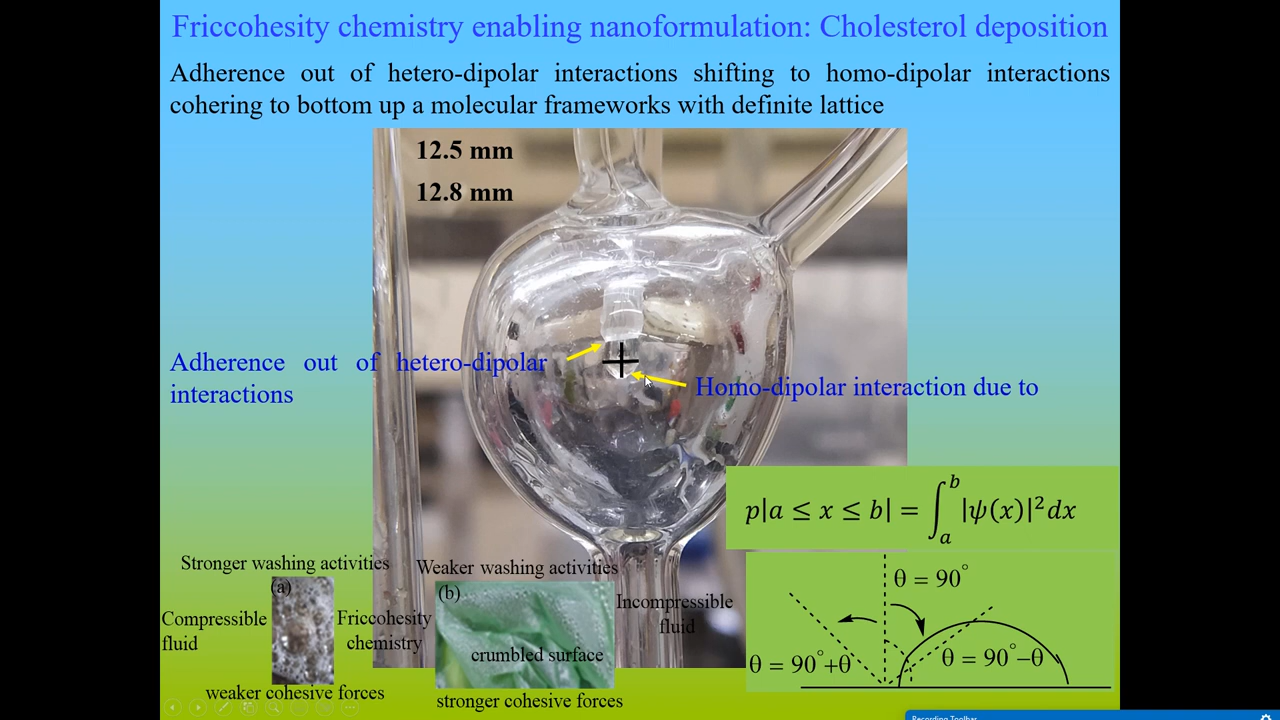 Friccohesity chemistry enabling nanoformulation: Cholesterol deposition
Adherence out of hetero-dipolar interactions shifting to homo-dipolar interactions
cohering to bottom up a molecular frameworks with definite lattice
12.5 mm
12.8 mm
Adherence out of hetero-dipolar
interactions
Homo-dipolar interaction due to
p|a ≤ x ≤ b| = ∫_a^b |ψ(x)|² dx
Stronger washing activities
(a)
Compressible
fluid
Friccohesity
chemistry
weaker cohesive forces
Weaker washing activities
(b)
Incompressible
fluid
crumbled surface
stronger cohesive forces
θ = 90°
θ = 90°+θ
θ = 90°−θ
Recording Toolbar